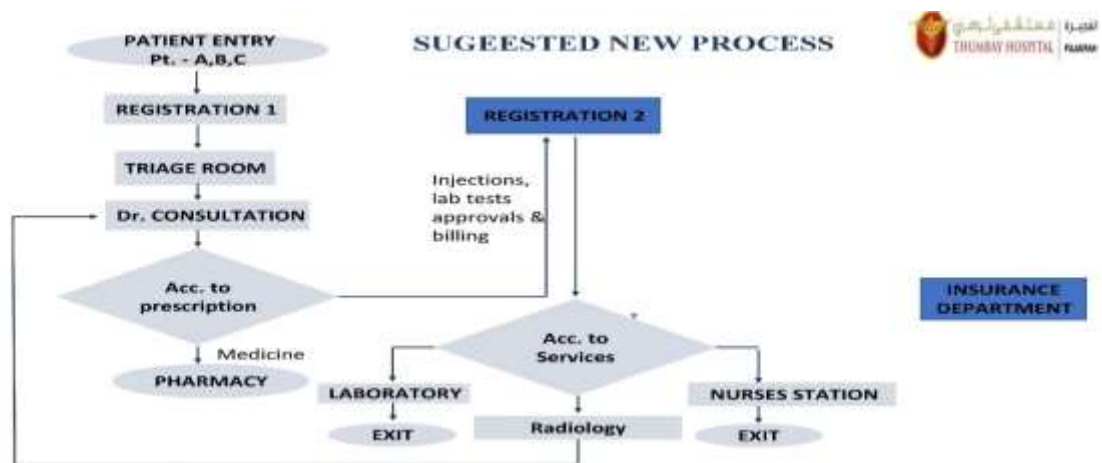 PATIENT ENTRY
Pt. - A,B,C
SUGEESTED NEW PROCESS
THUMBAY HOSPITAL
REGISTRATION 1
REGISTRATION 2
TRIAGE ROOM
Injections,
lab tests
approvals &
billing
Dr. CONSULTATION
Acc. to
prescription
INSURANCE
DEPARTMENT
Acc. to
Services
Medicine
PHARMACY
LABORATORY
NURSES STATION
EXIT
Radiology
EXIT